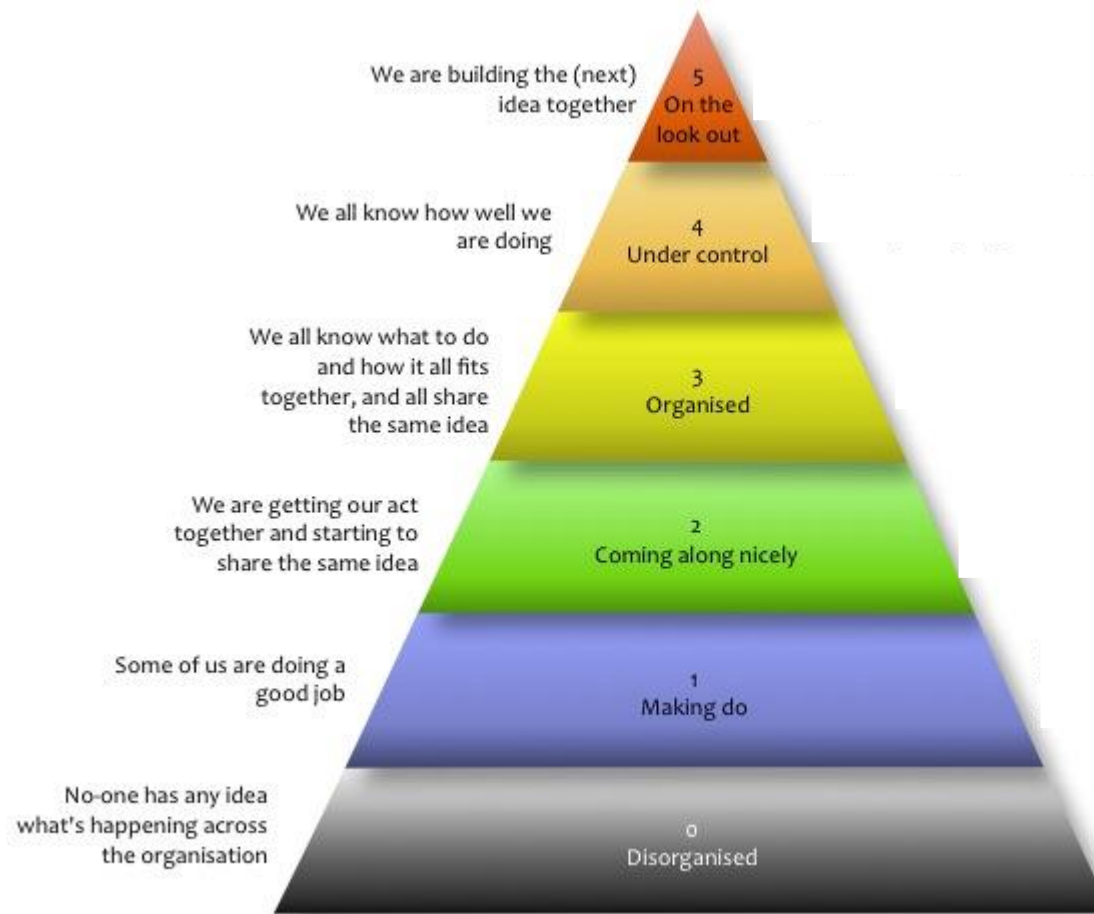 We are building the (next)
idea together
5
On the
look out
We all know how well we
are doing
4
Under control
We all know what to do
and how it all fits
together, and all share
the same idea
3
Organised
We are getting our act
together and starting to
share the same idea
2
Coming along nicely
Some of us are doing a
good job
1
Making do
No-one has any idea
what's happening across
the organisation
0
Disorganised